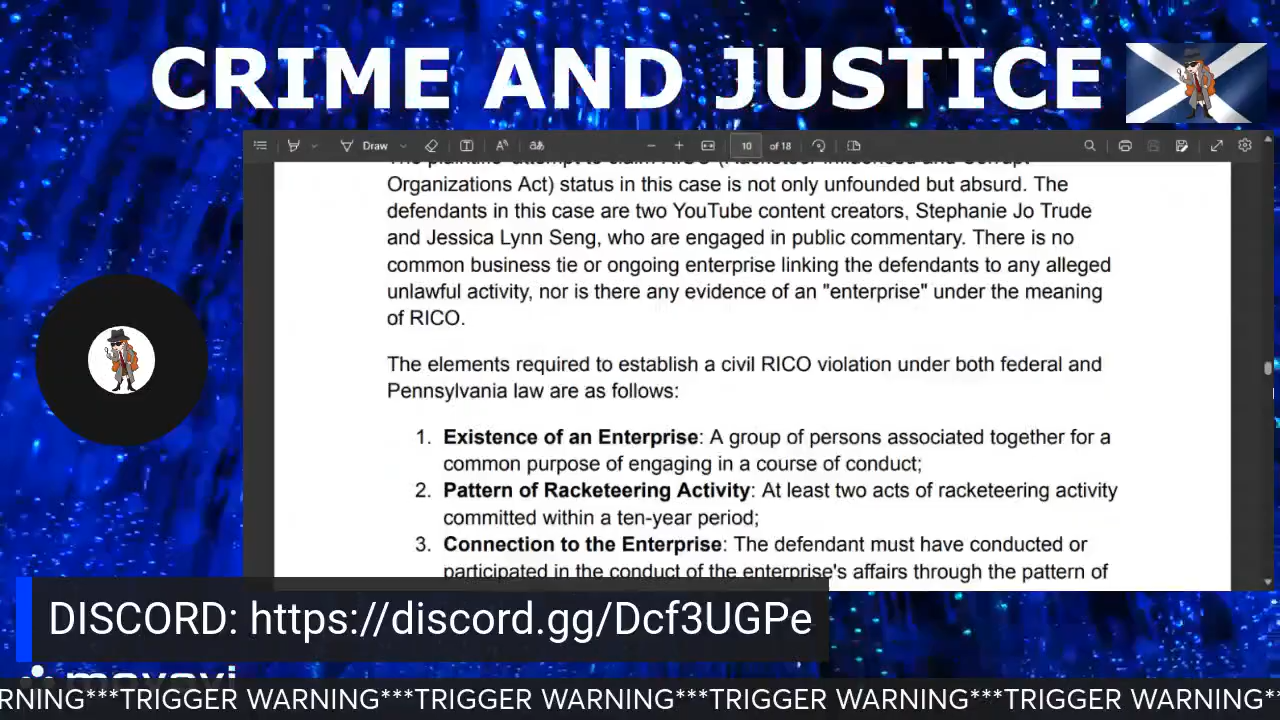 CRIME AND JUSTICE
Draw
10 of 18
Organizations Act) status in this case is not only unfounded but absurd. The
defendants in this case are two YouTube content creators, Stephanie Jo Trude
and Jessica Lynn Seng, who are engaged in public commentary. There is no
common business tie or ongoing enterprise linking the defendants to any alleged
unlawful activity, nor is there any evidence of an "enterprise" under the meaning
of RICO.
The elements required to establish a civil RICO violation under both federal and
Pennsylvania law are as follows:
1. Existence of an Enterprise: A group of persons associated together for a
common purpose of engaging in a course of conduct;
2. Pattern of Racketeering Activity: At least two acts of racketeering activity
committed within a ten-year period;
3. Connection to the Enterprise: The defendant must have conducted or
participated in the conduct of the enterprise's affairs through the pattern of
DISCORD: https://discord.gg/Dcf3UGPe
RNING***TRIGGER WARNING***TRIGGER WARNING***TRIGGER WARNING***TRIGGER WARNING*